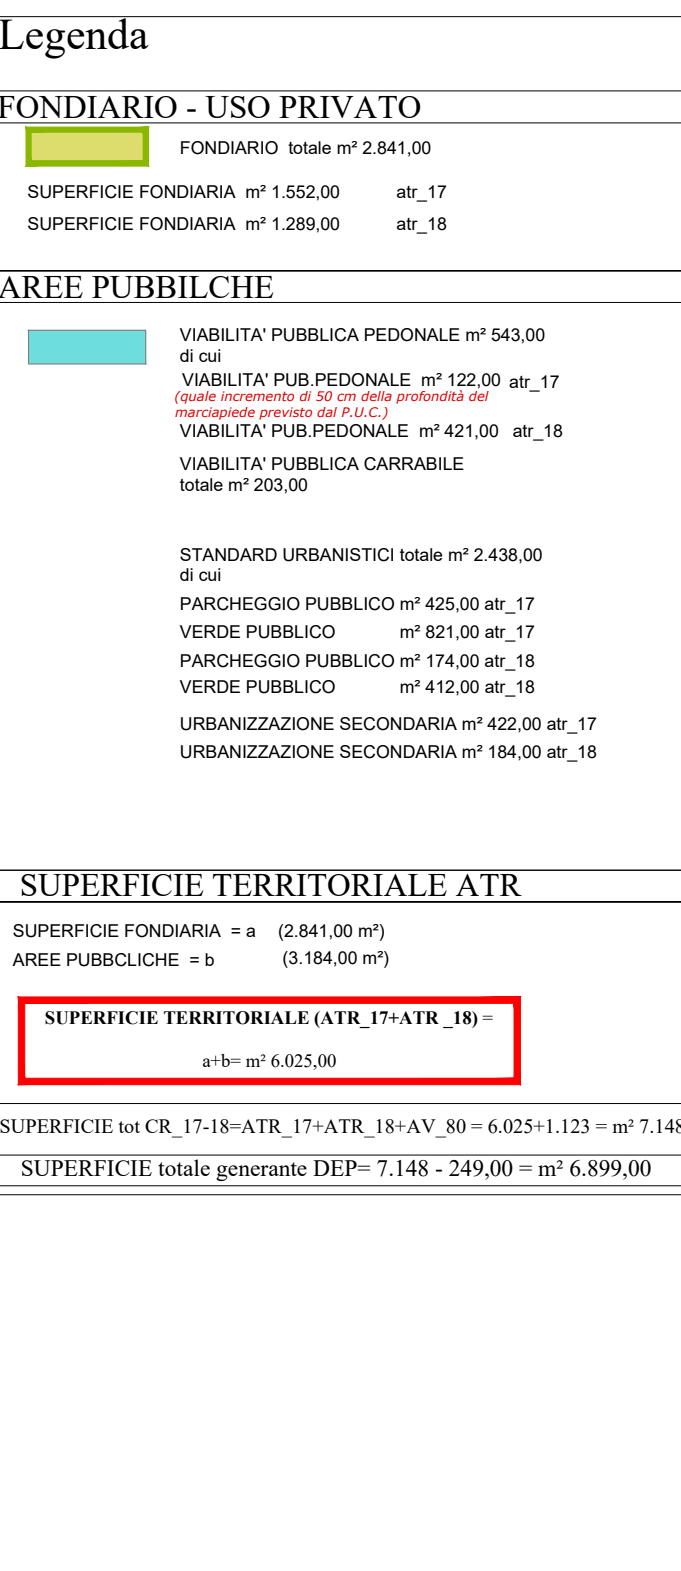 Legenda
FONDIARIO - USO PRIVATO
FONDIARIO totale m² 2.841,00
SUPERFICIE FONDIARIA m² 1.552,00 atr_17
SUPERFICIE FONDIARIA m² 1.289,00 atr_18
AREE PUBBILCHE
VIABILITA' PUBBLICA PEDONALE m² 543,00
di cui
VIABILITA' PUB.PEDONALE m² 122,00 atr_17
(quale incremento di 50 cm della profondità del
marciapiede previsto dal P.U.C.)
VIABILITA' PUB.PEDONALE m² 421,00 atr_18
VIABILITA' PUBBLICA CARRABILE
totale m² 203,00
STANDARD URBANISTICI totale m² 2.438,00
di cui
PARCHEGGIO PUBBLICO m² 425,00 atr_17
VERDE PUBBLICO m² 821,00 atr_17
PARCHEGGIO PUBBLICO m² 174,00 atr_18
VERDE PUBBLICO m² 412,00 atr_18
URBANIZZAZIONE SECONDARIA m² 422,00 atr_17
URBANIZZAZIONE SECONDARIA m² 184,00 atr_18
SUPERFICIE TERRITORIALE ATR
SUPERFICIE FONDIARIA = a (2.841,00 m²)
AREE PUBBCLICHE = b (3.184,00 m²)
SUPERFICIE TERRITORIALE (ATR_17+ATR _18) =
a+b= m² 6.025,00
SUPERFICIE tot CR_17-18=ATR_17+ATR_18+AV_80 = 6.025+1.123 = m² 7.148
SUPERFICIE totale generante DEP= 7.148 - 249,00 = m² 6.899,00